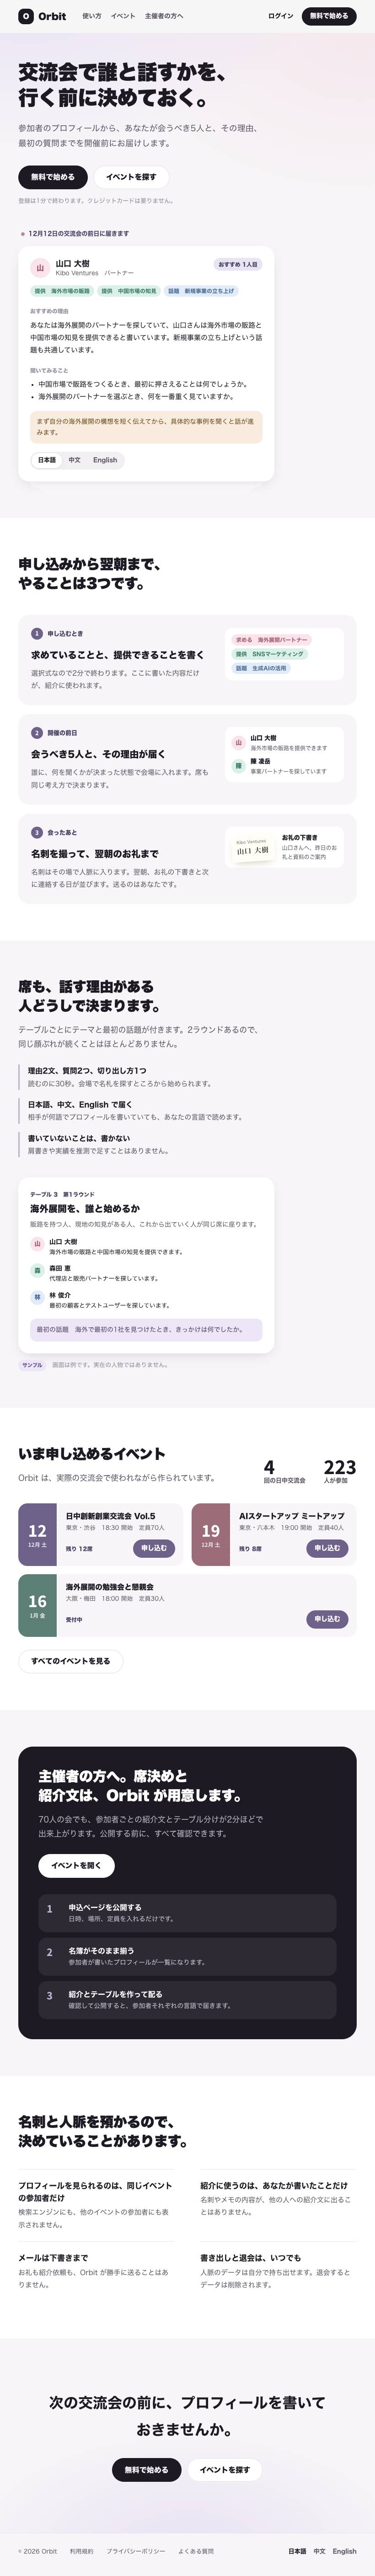 O Orbit 使い方 イベント 主催者の方へ ログイン 無料で始める
交流会で誰と話すかを、
行く前に決めておく。
参加者のプロフィールから、あなたが会うべき5人と、その理由、
最初の質問までを開催前にお届けします。
無料で始める イベントを探す
登録は1分で終わります。クレジットカードは要りません。
12月12日の交流会の前日に届きます
山 山口 大樹 おすすめ 1人目
Kibo Ventures パートナー
提供 海外市場の販路 提供 中国市場の知見 話題 新規事業の立ち上げ
おすすめの理由
あなたは海外展開のパートナーを探していて、山口さんは海外市場の販路と
中国市場の知見を提供できると書いています。新規事業の立ち上げという話
題も共通しています。
聞いてみること
• 中国市場で販路をつくるとき、最初に押さえることは何でしょうか。
• 海外展開のパートナーを選ぶとき、何を一番重く見ていますか。
まず自分の海外展開の構想を短く伝えてから、具体的な事例を聞くと話が進
みます。
日本語 中文 English
申し込みから翌朝まで、
やることは3つです。
1 申し込むとき
求めていることと、提供できることを書く
選択式なので2分で終わります。ここに書いた内容だけ
が、紹介に使われます。
求める 海外展開パートナー
提供 SNSマーケティング
話題 生成AIの活用
2 開催の前日
会うべき5人と、その理由が届く
誰に、何を聞くかが決まった状態で会場に入れます。席も
同じ考え方で決まります。
山 山口 大樹
海外市場の販路を提供できます
陳 陳 凌岳
事業パートナーを探しています
3 会ったあと
名刺を撮って、翌朝のお礼まで
名刺はその場で人脈に入ります。翌朝、お礼の下書きと次
に連絡する日が並びます。送るのはあなたです。
Kibo Ventures
山口 大樹
お礼の下書き
山口さんへ、昨日のお
礼と資料のご案内
席も、話す理由がある
人どうしで決まります。
テーブルごとにテーマと最初の話題が付きます。2ラウンドあるので、
同じ顔ぶれが続くことはほとんどありません。
理由2文、質問2つ、切り出し方1つ
読むのに30秒。会場で名札を探すところから始められます。
日本語、中文、English で届く
相手が何語でプロフィールを書いていても、あなたの言語で読めます。
書いていないことは、書かない
肩書きや実績を推測で足すことはありません。
テーブル 3 第1ラウンド
海外展開を、誰と始めるか
販路を持つ人、現地の知見がある人、これから出ていく人が同じ席に座ります。
山 山口 大樹
海外市場の販路と中国市場の知見を提供できます。
森 森田 恵
代理店と販売パートナーを探しています。
林 林 俊介
最初の顧客とテストユーザーを探しています。
最初の話題 海外で最初の1社を見つけたとき、きっかけは何でしたか。
サンプル 画面は例です。実在の人物ではありません。
いま申し込めるイベント
Orbit は、実際の交流会で使われながら作られています。
4
回の日中交流会
223
人が参加
12
12月 土
日中創新創業交流会 Vol.5
東京・渋谷 18:30 開始 定員70人
残り 12席 申し込む
19
12月 土
AIスタートアップ ミートアップ
東京・六本木 19:00 開始 定員40人
残り 8席 申し込む
16
1月 金
海外展開の勉強会と懇親会
大阪・梅田 18:00 開始 定員30人
受付中 申し込む
すべてのイベントを見る
主催者の方へ。席決めと
紹介文は、Orbit が用意します。
70人の会でも、参加者ごとの紹介文とテーブル分けが2分ほどで
出来上がります。公開する前に、すべて確認できます。
イベントを開く
1 申込ページを公開する
日時、場所、定員を入れるだけです。
2 名簿がそのまま揃う
参加者が書いたプロフィールが一覧になります。
3 紹介とテーブルを作って配る
確認して公開すると、参加者それぞれの言語で届きます。
名刺と人脈を預かるので、
決めていることがあります。
プロフィールを見られるのは、同じイベント
の参加者だけ
検索エンジンにも、他のイベントの参加者にも表
示されません。
紹介に使うのは、あなたが書いたことだけ
名刺やメモの内容が、他の人への紹介文に出るこ
とはありません。
メールは下書きまで
お礼も紹介依頼も、Orbit が勝手に送ることはあ
りません。
書き出しと退会は、いつでも
人脈のデータは自分で持ち出せます。退会すると
データは削除されます。
次の交流会の前に、プロフィールを書いて
おきませんか。
無料で始める イベントを探す
© 2026 Orbit 利用規約 プライバシーポリシー よくある質問 日本語 中文 English